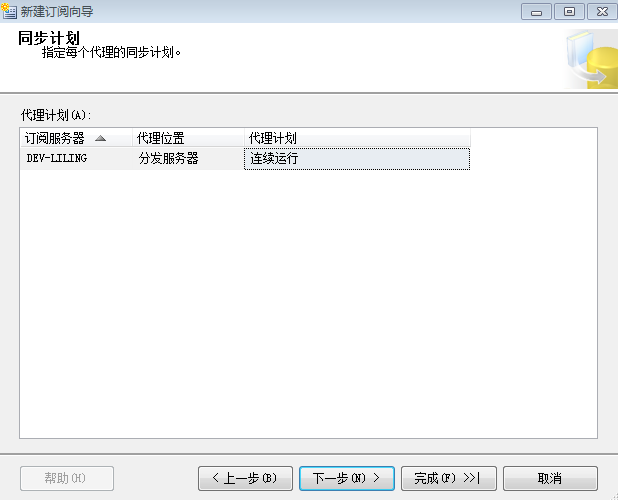 新建订阅向导
同步计划
指定每个代理的同步计划。
代理计划(A):
订阅服务器 代理位置 代理计划
DEV-LILING 分发服务器 连续运行
帮助(H) < 上一步(B) 下一步(N) > 完成(F) >>| 取消